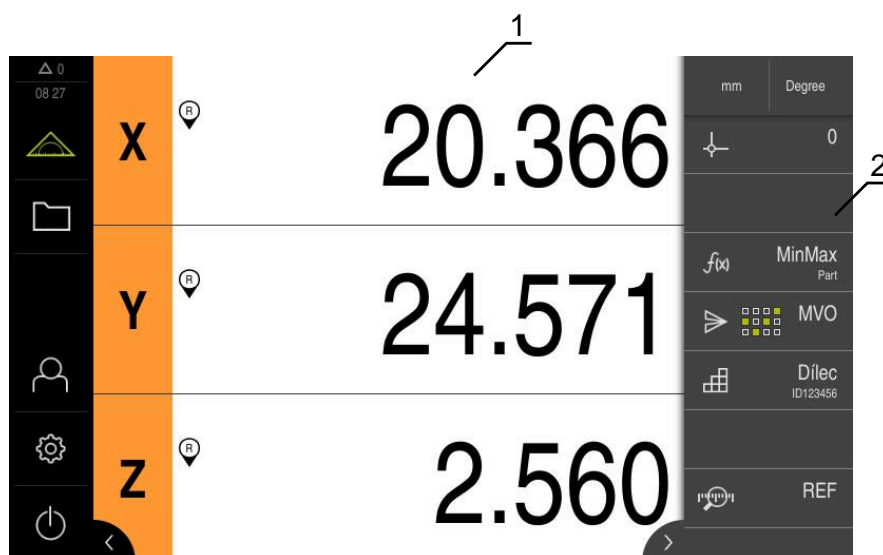 1
△ 0
08 27
X
R
20.366
mm
Degree
0
2
Y
R
24.571
f(x)
MinMax
Part
MVO
Dílec
ID123456
Z
R
2.560
REF